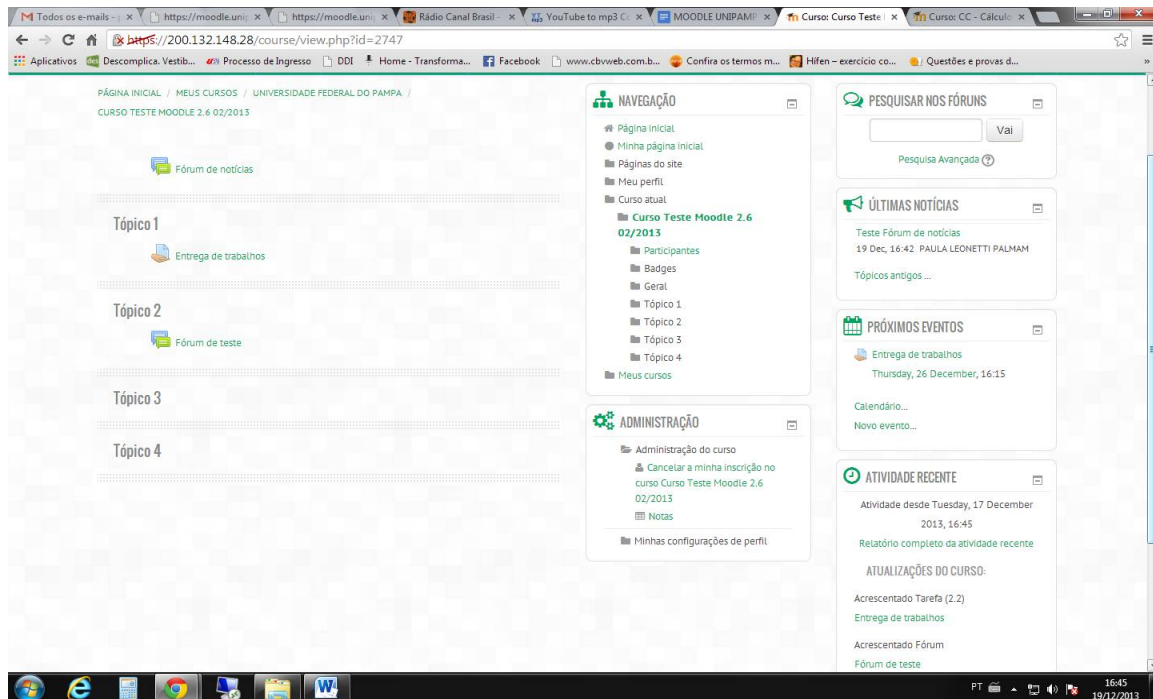 Todos os e-mails -
https://moodle.unip
https://moodle.unip
Rádio Canal Brasil -
YouTube to mp3 Co
MOODLE UNIPAMP
Curso: Curso Teste
Curso: CC - Cálculo
https://200.132.148.28/course/view.php?id=2747
Aplicativos Descomplica. Vestib... Processo de Ingresso DDI Home - Transforma... Facebook www.cbvweb.com.b... Confira os termos m... Hífen – exercício co... Questões e provas d... »
PÁGINA INICIAL / MEUS CURSOS / UNIVERSIDADE FEDERAL DO PAMPA /
CURSO TESTE MOODLE 2.6 02/2013
Fórum de notícias
Tópico 1
Entrega de trabalhos
Tópico 2
Fórum de teste
Tópico 3
Tópico 4
NAVEGAÇÃO
Página inicial
Minha página inicial
Páginas do site
Meu perfil
Curso atual
Curso Teste Moodle 2.6
02/2013
Participantes
Badges
Geral
Tópico 1
Tópico 2
Tópico 3
Tópico 4
Meus cursos
ADMINISTRAÇÃO
Administração do curso
Cancelar a minha inscrição no
curso Curso Teste Moodle 2.6
02/2013
Notas
Minhas configurações de perfil
PESQUISAR NOS FÓRUNS
Vai
Pesquisa Avançada ?
ÚLTIMAS NOTÍCIAS
Teste Fórum de notícias
19 Dec, 16:42 PAULA LEONETTI PALMAM
Tópicos antigos ...
PRÓXIMOS EVENTOS
Entrega de trabalhos
Thursday, 26 December, 16:15
Calendário...
Novo evento...
ATIVIDADE RECENTE
Atividade desde Tuesday, 17 December
2013, 16:45
Relatório completo da atividade recente
ATUALIZAÇÕES DO CURSO:
Acrescentado Tarefa (2.2)
Entrega de trabalhos
Acrescentado Fórum
Fórum de teste
PT
16:45
19/12/2013